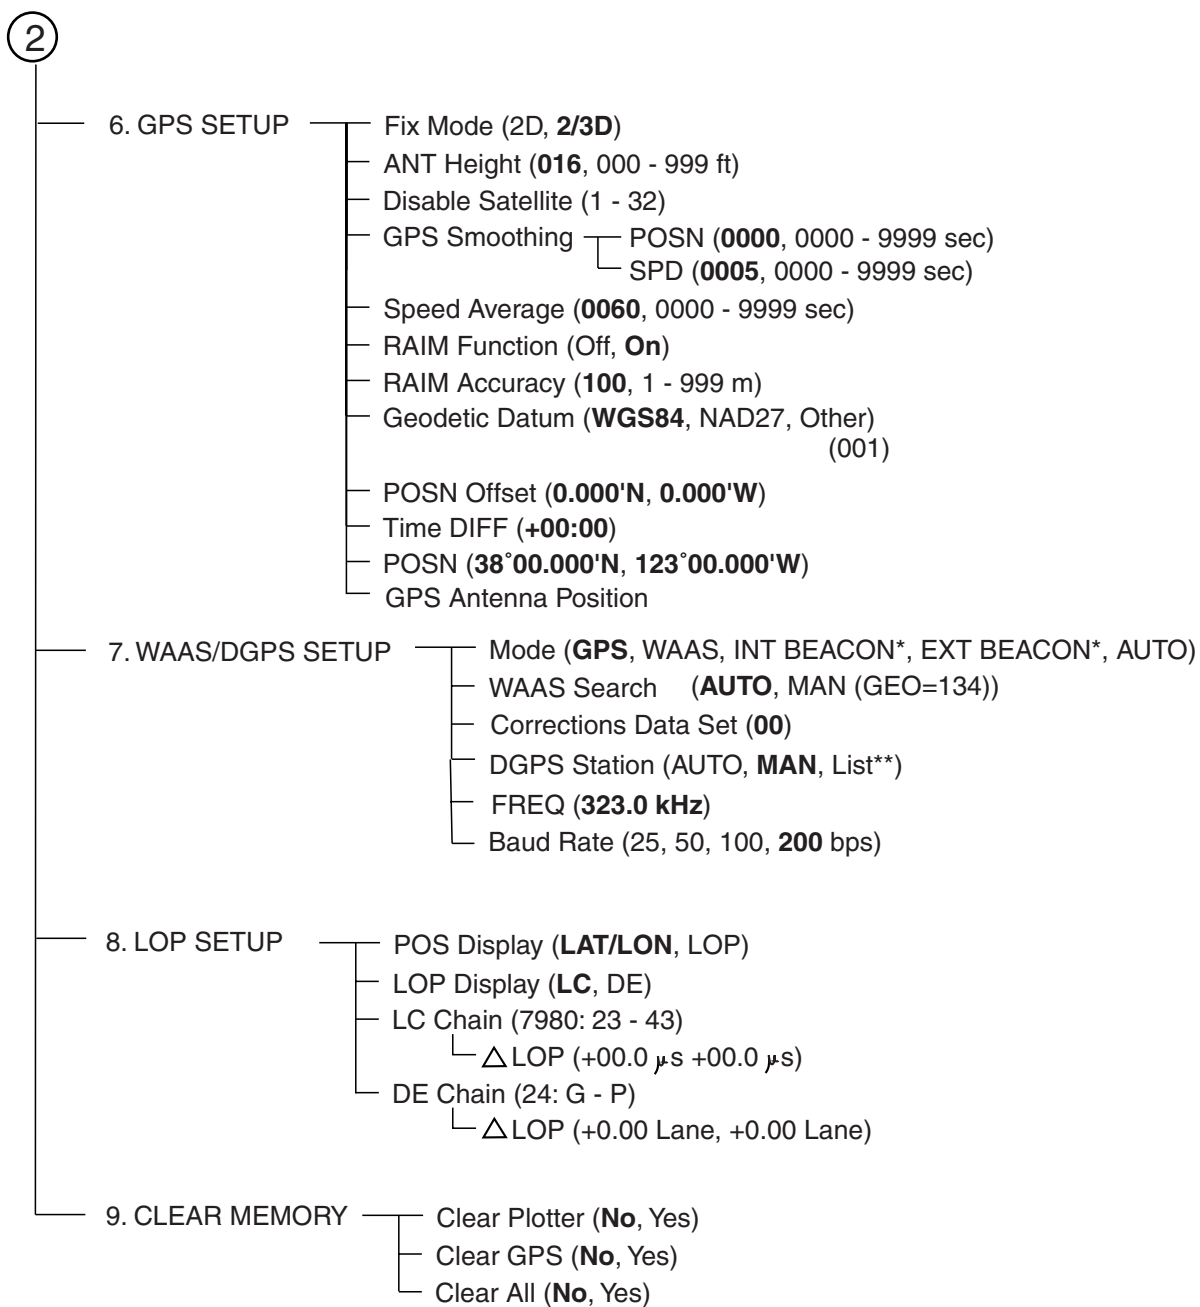 2
6. GPS SETUP
Fix Mode (2D, 2/3D)
ANT Height (016, 000 - 999 ft)
Disable Satellite (1 - 32)
GPS Smoothing
POSN (0000, 0000 - 9999 sec)
SPD (0005, 0000 - 9999 sec)
Speed Average (0060, 0000 - 9999 sec)
RAIM Function (Off, On)
RAIM Accuracy (100, 1 - 999 m)
Geodetic Datum (WGS84, NAD27, Other)
(001)
POSN Offset (0.000'N, 0.000'W)
Time DIFF (+00:00)
POSN (38˚00.000'N, 123˚00.000'W)
GPS Antenna Position
7. WAAS/DGPS SETUP
Mode (GPS, WAAS, INT BEACON*, EXT BEACON*, AUTO)
WAAS Search (AUTO, MAN (GEO=134))
Corrections Data Set (00)
DGPS Station (AUTO, MAN, List**)
FREQ (323.0 kHz)
Baud Rate (25, 50, 100, 200 bps)
8. LOP SETUP
POS Display (LAT/LON, LOP)
LOP Display (LC, DE)
LC Chain (7980: 23 - 43)
△LOP (+00.0 μs +00.0 μs)
DE Chain (24: G - P)
△LOP (+0.00 Lane, +0.00 Lane)
9. CLEAR MEMORY
Clear Plotter (No, Yes)
Clear GPS (No, Yes)
Clear All (No, Yes)